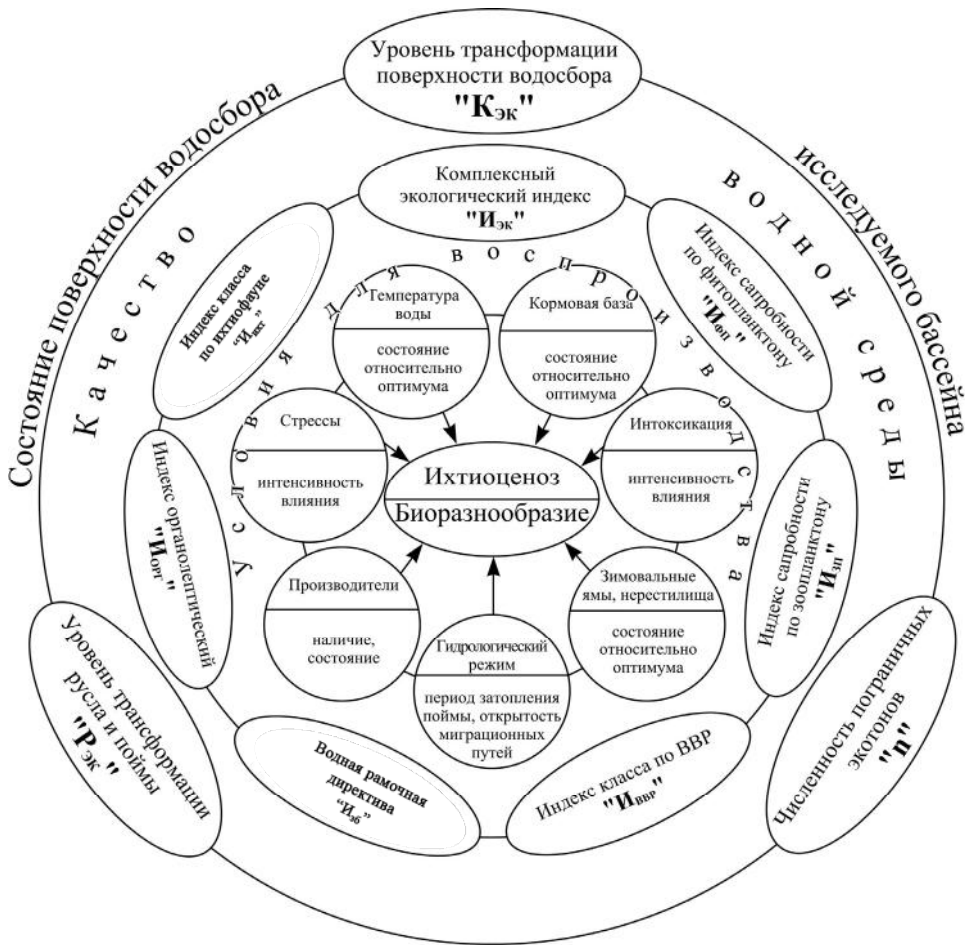 Уровень трансформации
поверхности водосбора
"Кэк"
Состояние поверхности водосбора
исследуемого бассейна
Качество
водной среды
Комплексный
экологический индекс
"Иэк"
Индекс класса
по ихтиофауне
“Иихт”
Индекс сапробности
по фитопланктону
"Ифп"
Условия для воспроизводства
Температура
воды
состояние
относительно
оптимума
Кормовая база
состояние
относительно
оптимума
Стрессы
интенсивность
влияния
Интоксикация
интенсивность
влияния
Ихтиоценоз
Биоразнообразие
Индекс органолептический
"Иорг"
Индекс сапробности
по зоопланктону
"Изп"
Производители
наличие,
состояние
Зимовальные
ямы, нерестилища
состояние
относительно
оптимума
Гидрологический
режим
период затопления
поймы, открытость
миграционных
путей
Уровень трансформации
русла и поймы
"Рэк"
Водная рамочная
директива
“Изб”
Индекс класса по ВВР
"Иввр"
Численность пограничных
экотонов
"n"